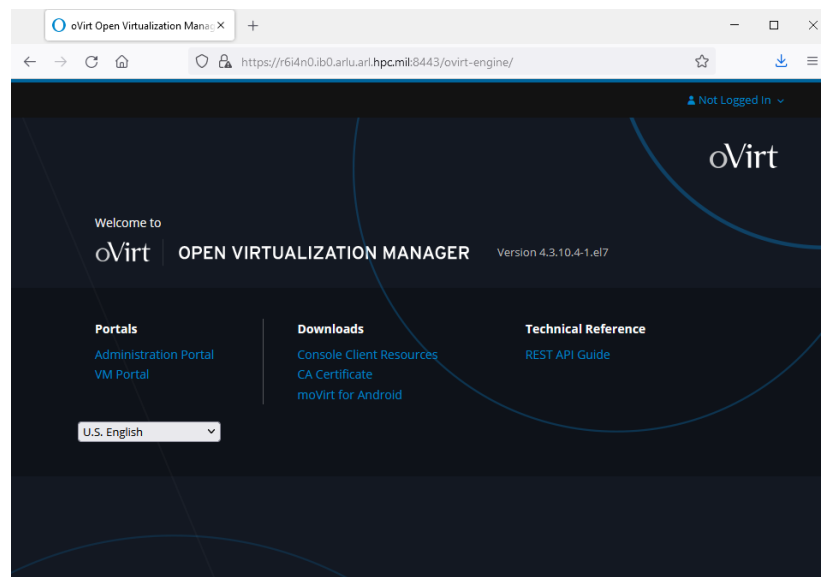 oVirt Open Virtualization Manag
https://r6i4n0.ib0.arlu.arl.hpc.mil:8443/ovirt-engine/
Not Logged In
oVirt
Welcome to
oVirt OPEN VIRTUALIZATION MANAGER Version 4.3.10.4-1.el7
Portals
Administration Portal
VM Portal
Downloads
Console Client Resources
CA Certificate
moVirt for Android
Technical Reference
REST API Guide
U.S. English